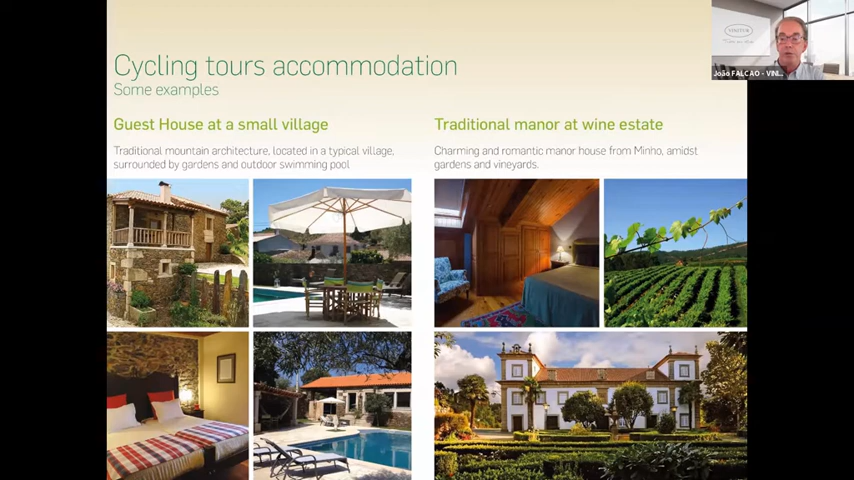 Cycling tours accommodation
Some examples
Guest House at a small village
Traditional mountain architecture, located in a typical village,
surrounded by gardens and outdoor swimming pool
Traditional manor at wine estate
Charming and romantic manor house from Minho, amidst
gardens and vineyards.
VINITUR
João FALCAO - VINI...